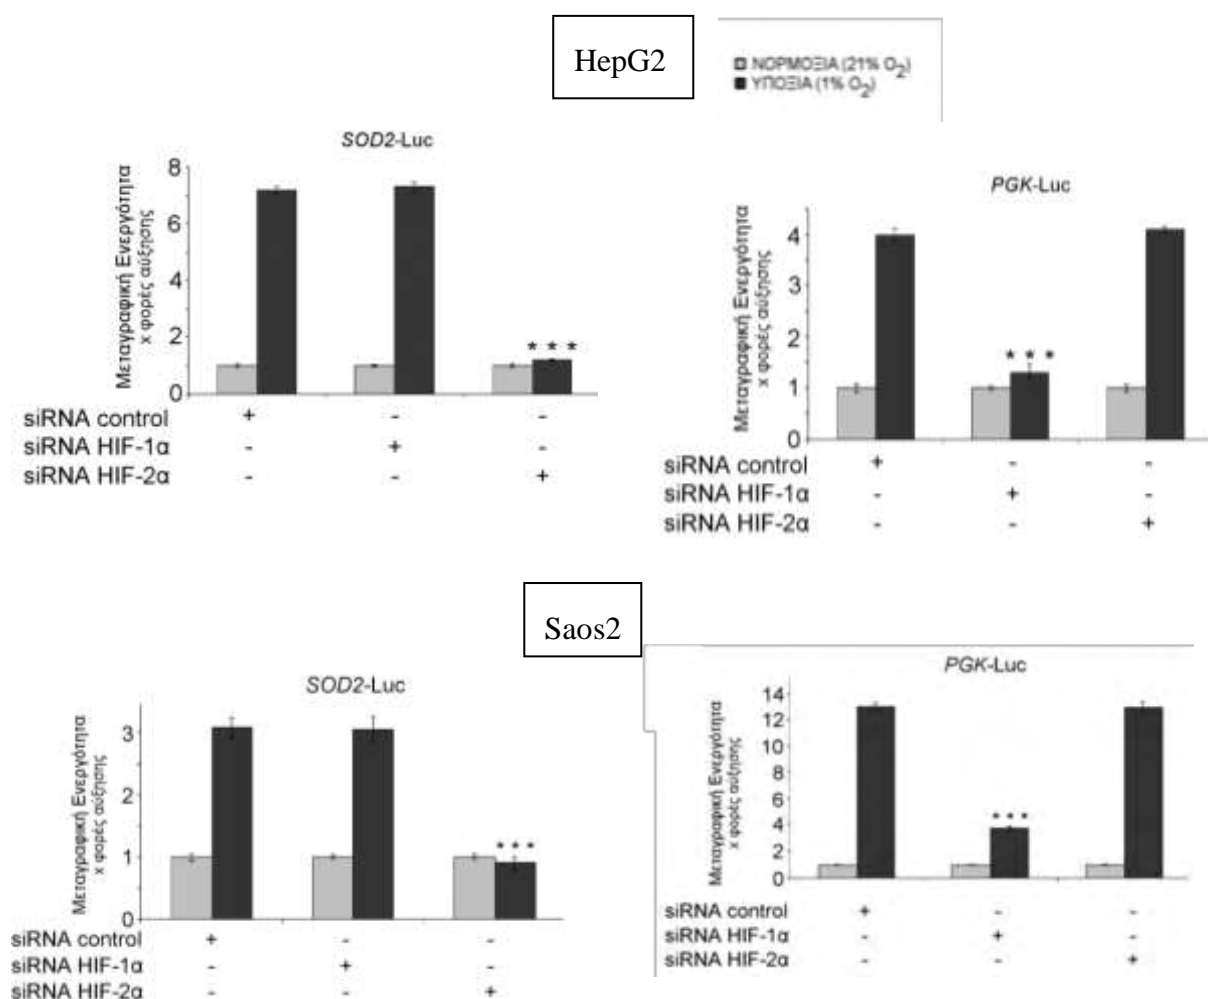 HepG2
ΝΟΡΜΟΞΙΑ (21% O2)
ΥΠΟΞΙΑ (1% O2)
SOD2-Luc
Μεταγραφική Ενεργότητα
x φορές αύξησης
8
6
4
2
0
* * *
siRNA control + - -
siRNA HIF-1α - + -
siRNA HIF-2α - - +
PGK-Luc
Μεταγραφική Ενεργότητα
x φορές αύξησης
4
3
2
1
0
* * *
siRNA control + - -
siRNA HIF-1α - + -
siRNA HIF-2α - - +
Saos2
SOD2-Luc
Μεταγραφική Ενεργότητα
x φορές αύξησης
3
2
1
0
* * *
siRNA control + - -
siRNA HIF-1α - + -
siRNA HIF-2α - - +
PGK-Luc
Μεταγραφική Ενεργότητα
x φορές αύξησης
14
12
10
8
6
4
2
0
* * *
siRNA control + - -
siRNA HIF-1α - + -
siRNA HIF-2α - - +